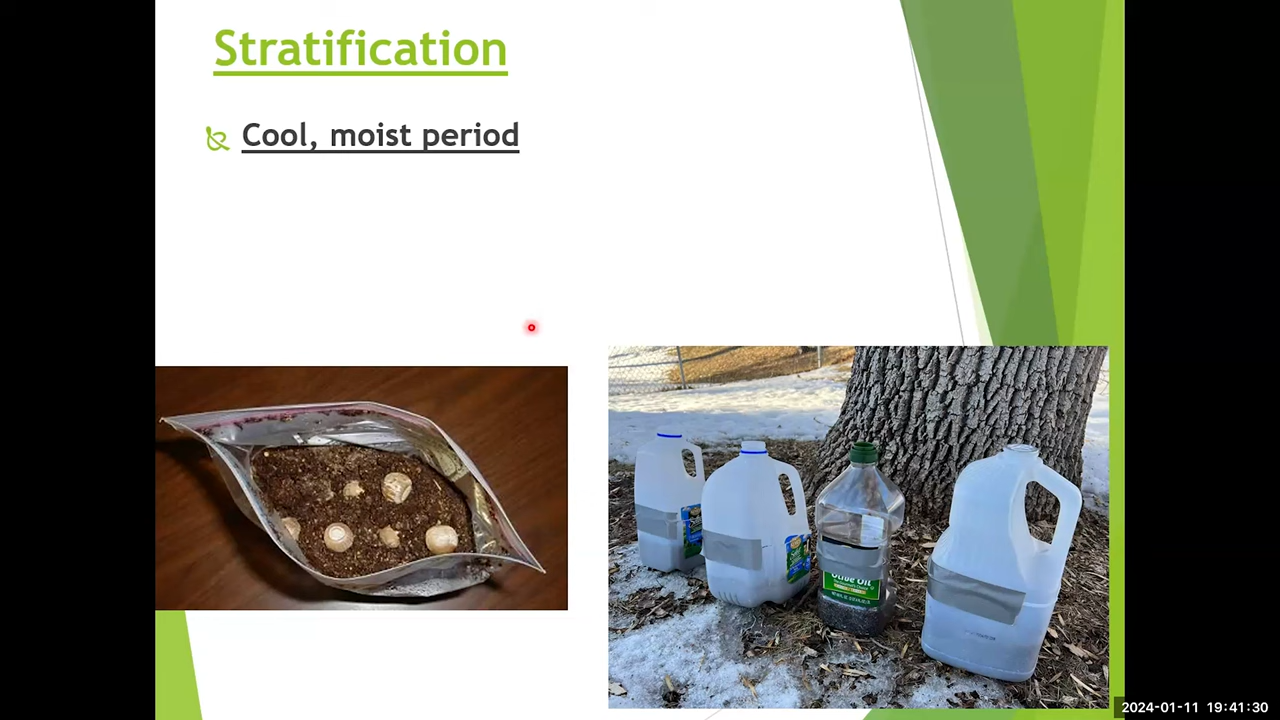 Stratification
Cool, moist period
Olive Oil
2024-01-11 19:41:30